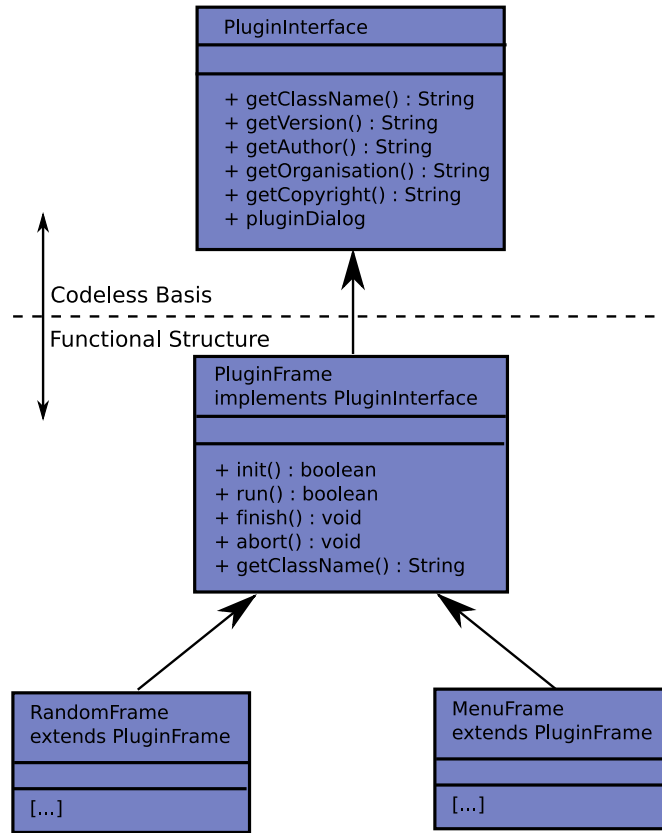 PluginInterface
+ getClassName() : String
+ getVersion() : String
+ getAuthor() : String
+ getOrganisation() : String
+ getCopyright() : String
+ pluginDialog
Codeless Basis
Functional Structure
PluginFrame
implements PluginInterface
+ init() : boolean
+ run() : boolean
+ finish() : void
+ abort() : void
+ getClassName() : String
RandomFrame
extends PluginFrame
[...]
MenuFrame
extends PluginFrame
[...]